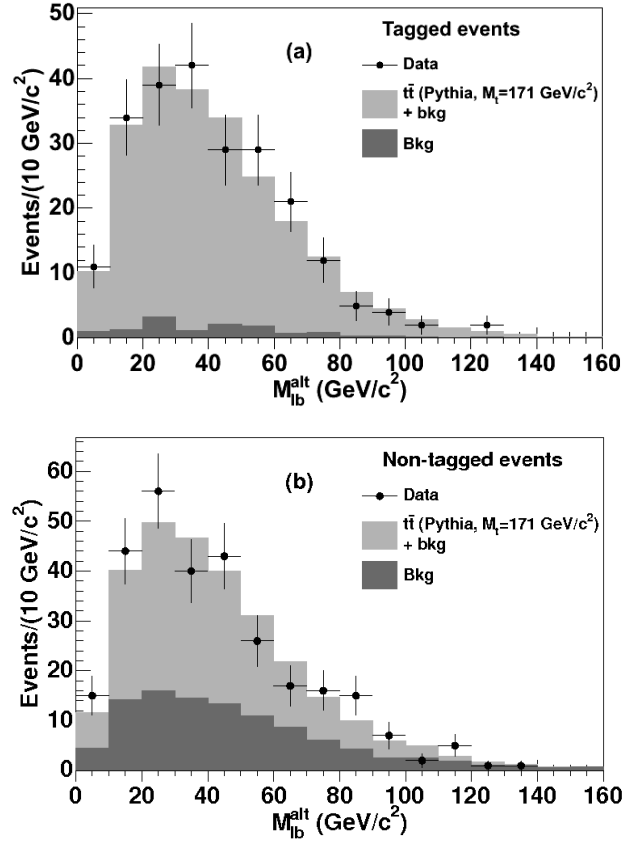 50
40
30
20
10
0
Events/(10 GeV/c²)
(a)
Tagged events
Data
tt̄ (Pythia, Mₜ=171 GeV/c²)
+ bkg
Bkg
0 20 40 60 80 100 120 140 160
M_lb^alt (GeV/c²)
60
50
40
30
20
10
0
Events/(10 GeV/c²)
(b)
Non-tagged events
Data
tt̄ (Pythia, Mₜ=171 GeV/c²)
+ bkg
Bkg
0 20 40 60 80 100 120 140 160
M_lb^alt (GeV/c²)